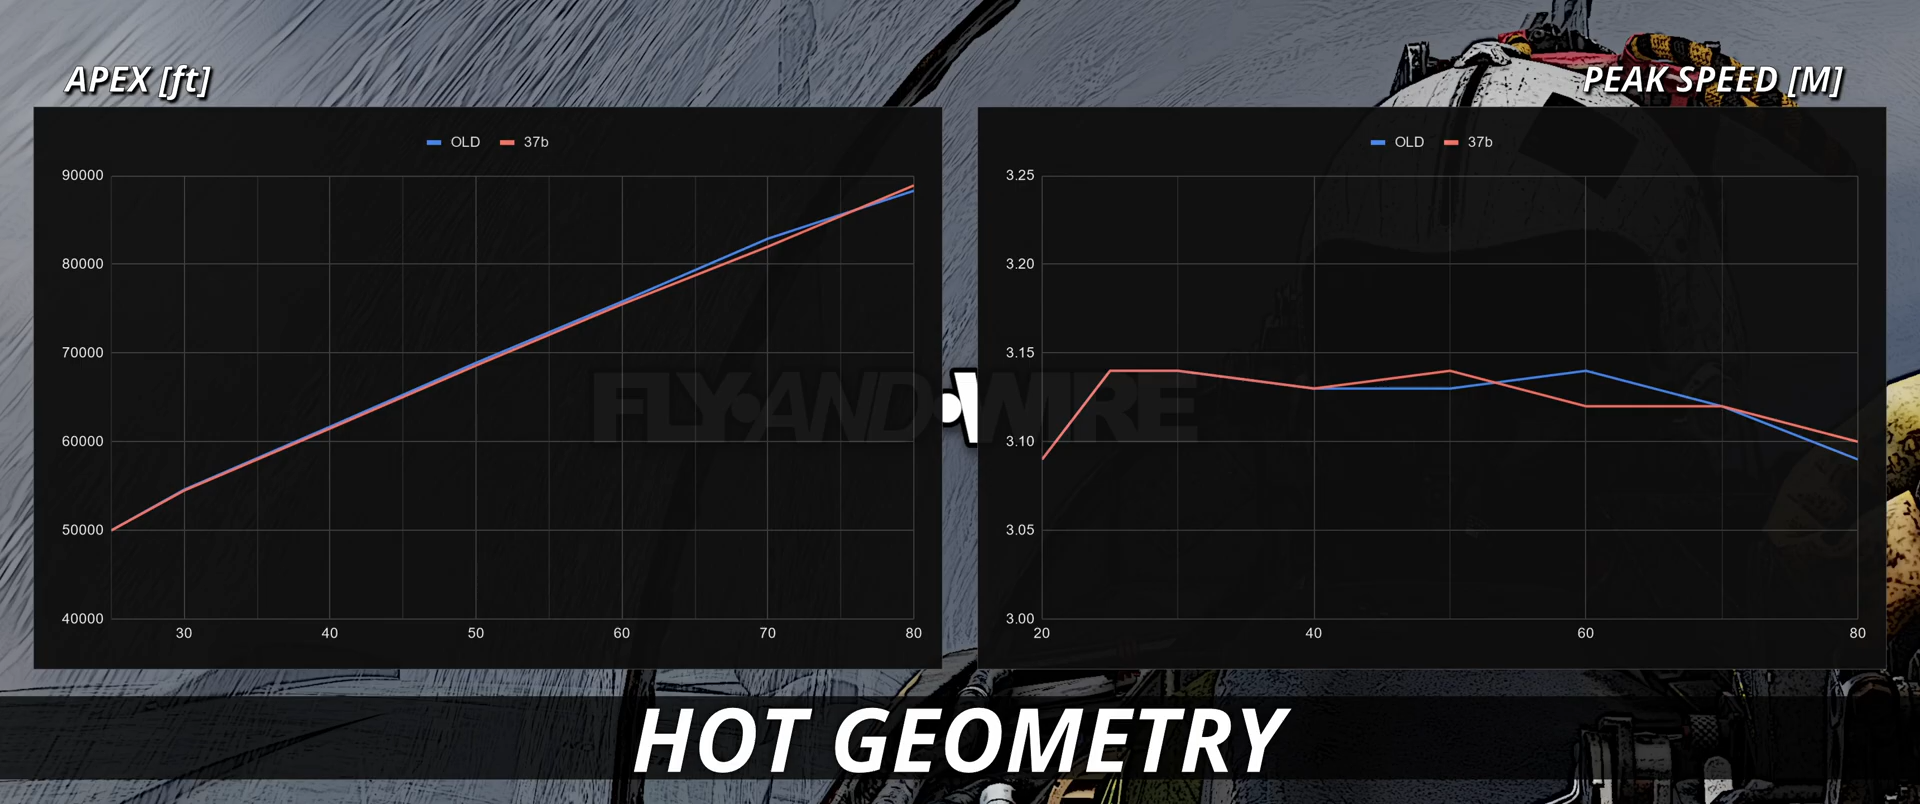 APEX [ft]
PEAK SPEED [M]
OLD 37b
90000
80000
70000
60000
50000
40000
30 40 50 60 70 80
OLD 37b
3.25
3.20
3.15
3.10
3.05
3.00
20 40 60 80
FLY•AND•WIRE
HOT GEOMETRY